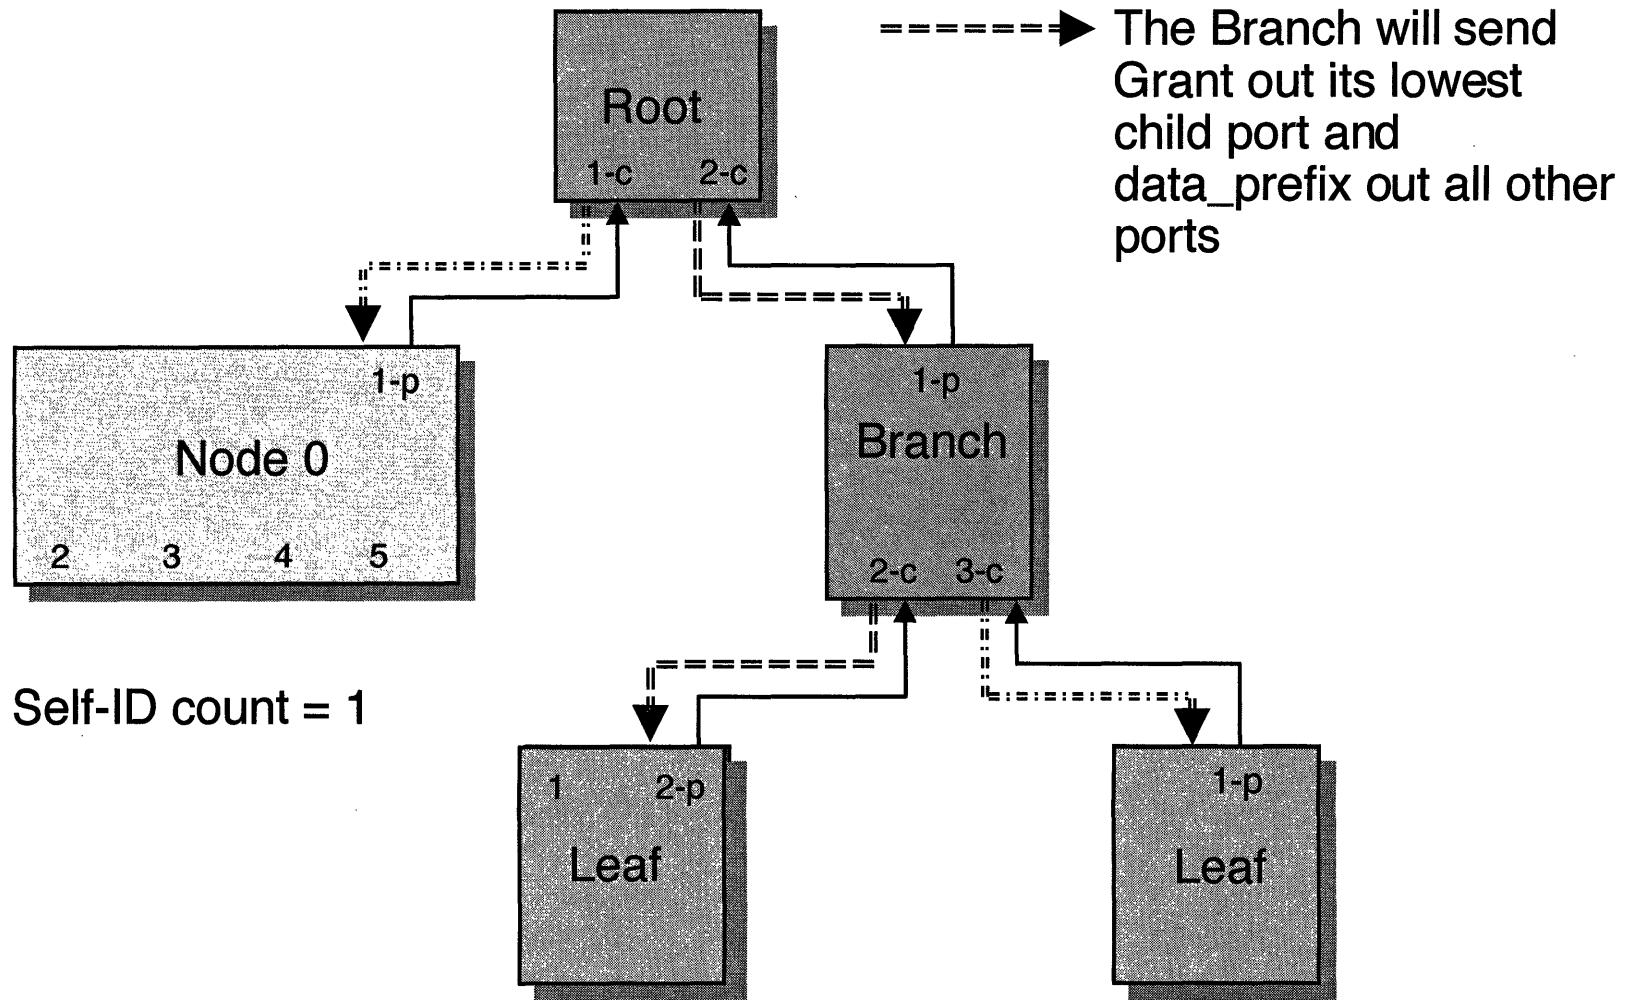 The Branch will send
Grant out its lowest
child port and
data_prefix out all other
ports
Root
1-c 2-c
1-p
Node 0
2 3 4 5
1-p
Branch
2-c 3-c
Self-ID count = 1
1 2-p
Leaf
1-p
Leaf